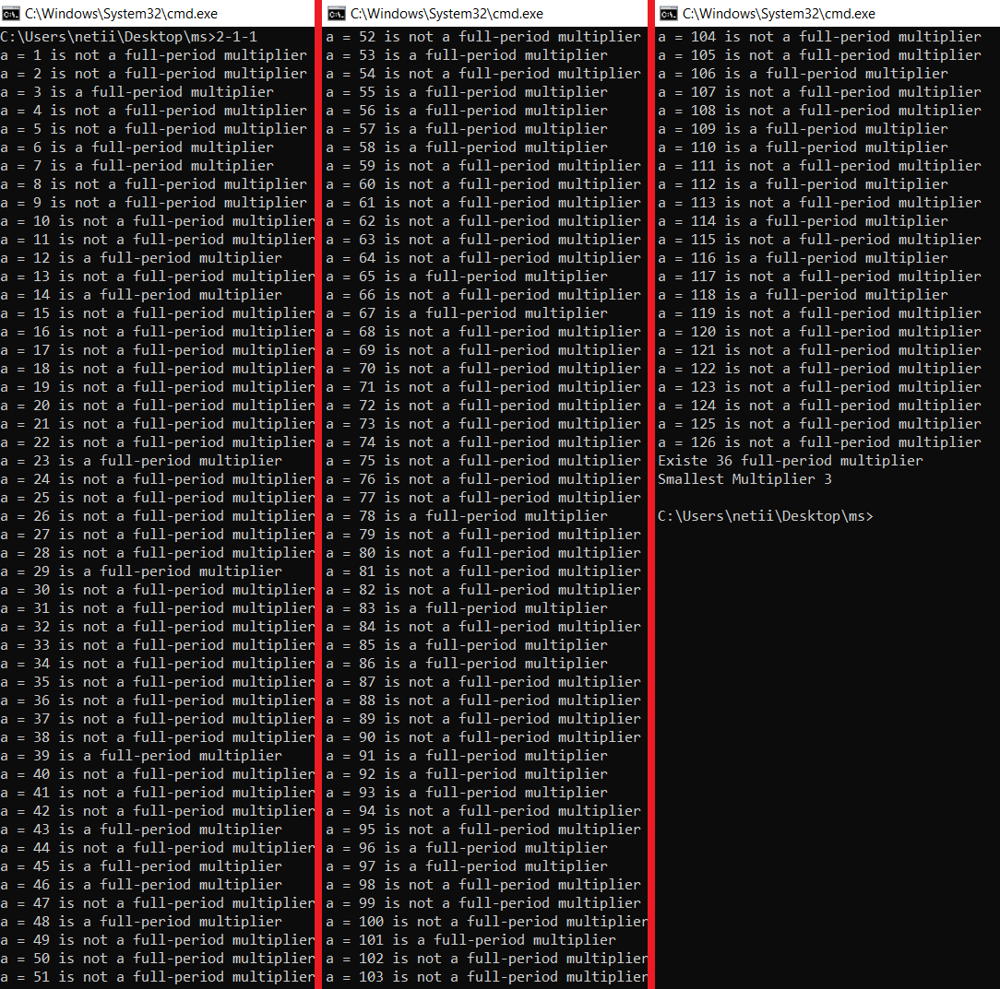 C:\Windows\System32\cmd.exe
C:\Users\netii\Desktop\ms>2-1-1
a = 1 is not a full-period multiplier
a = 2 is not a full-period multiplier
a = 3 is a full-period multiplier
a = 4 is not a full-period multiplier
a = 5 is not a full-period multiplier
a = 6 is a full-period multiplier
a = 7 is a full-period multiplier
a = 8 is not a full-period multiplier
a = 9 is not a full-period multiplier
a = 10 is not a full-period multiplier
a = 11 is not a full-period multiplier
a = 12 is a full-period multiplier
a = 13 is not a full-period multiplier
a = 14 is a full-period multiplier
a = 15 is not a full-period multiplier
a = 16 is not a full-period multiplier
a = 17 is not a full-period multiplier
a = 18 is not a full-period multiplier
a = 19 is not a full-period multiplier
a = 20 is not a full-period multiplier
a = 21 is not a full-period multiplier
a = 22 is not a full-period multiplier
a = 23 is a full-period multiplier
a = 24 is not a full-period multiplier
a = 25 is not a full-period multiplier
a = 26 is not a full-period multiplier
a = 27 is not a full-period multiplier
a = 28 is not a full-period multiplier
a = 29 is a full-period multiplier
a = 30 is not a full-period multiplier
a = 31 is not a full-period multiplier
a = 32 is not a full-period multiplier
a = 33 is not a full-period multiplier
a = 34 is not a full-period multiplier
a = 35 is not a full-period multiplier
a = 36 is not a full-period multiplier
a = 37 is not a full-period multiplier
a = 38 is not a full-period multiplier
a = 39 is a full-period multiplier
a = 40 is not a full-period multiplier
a = 41 is not a full-period multiplier
a = 42 is not a full-period multiplier
a = 43 is a full-period multiplier
a = 44 is not a full-period multiplier
a = 45 is a full-period multiplier
a = 46 is a full-period multiplier
a = 47 is not a full-period multiplier
a = 48 is a full-period multiplier
a = 49 is not a full-period multiplier
a = 50 is not a full-period multiplier
a = 51 is not a full-period multiplier
C:\Windows\System32\cmd.exe
a = 52 is not a full-period multiplier
a = 53 is a full-period multiplier
a = 54 is not a full-period multiplier
a = 55 is a full-period multiplier
a = 56 is a full-period multiplier
a = 57 is a full-period multiplier
a = 58 is a full-period multiplier
a = 59 is not a full-period multiplier
a = 60 is not a full-period multiplier
a = 61 is not a full-period multiplier
a = 62 is not a full-period multiplier
a = 63 is not a full-period multiplier
a = 64 is not a full-period multiplier
a = 65 is a full-period multiplier
a = 66 is not a full-period multiplier
a = 67 is a full-period multiplier
a = 68 is not a full-period multiplier
a = 69 is not a full-period multiplier
a = 70 is not a full-period multiplier
a = 71 is not a full-period multiplier
a = 72 is not a full-period multiplier
a = 73 is not a full-period multiplier
a = 74 is not a full-period multiplier
a = 75 is not a full-period multiplier
a = 76 is not a full-period multiplier
a = 77 is not a full-period multiplier
a = 78 is a full-period multiplier
a = 79 is not a full-period multiplier
a = 80 is not a full-period multiplier
a = 81 is not a full-period multiplier
a = 82 is not a full-period multiplier
a = 83 is a full-period multiplier
a = 84 is not a full-period multiplier
a = 85 is a full-period multiplier
a = 86 is a full-period multiplier
a = 87 is not a full-period multiplier
a = 88 is not a full-period multiplier
a = 89 is not a full-period multiplier
a = 90 is not a full-period multiplier
a = 91 is a full-period multiplier
a = 92 is a full-period multiplier
a = 93 is a full-period multiplier
a = 94 is not a full-period multiplier
a = 95 is not a full-period multiplier
a = 96 is a full-period multiplier
a = 97 is a full-period multiplier
a = 98 is not a full-period multiplier
a = 99 is not a full-period multiplier
a = 100 is not a full-period multiplier
a = 101 is a full-period multiplier
a = 102 is not a full-period multiplier
a = 103 is not a full-period multiplier
C:\Windows\System32\cmd.exe
a = 104 is not a full-period multiplier
a = 105 is not a full-period multiplier
a = 106 is a full-period multiplier
a = 107 is not a full-period multiplier
a = 108 is not a full-period multiplier
a = 109 is a full-period multiplier
a = 110 is a full-period multiplier
a = 111 is not a full-period multiplier
a = 112 is a full-period multiplier
a = 113 is not a full-period multiplier
a = 114 is a full-period multiplier
a = 115 is not a full-period multiplier
a = 116 is a full-period multiplier
a = 117 is not a full-period multiplier
a = 118 is a full-period multiplier
a = 119 is not a full-period multiplier
a = 120 is not a full-period multiplier
a = 121 is not a full-period multiplier
a = 122 is not a full-period multiplier
a = 123 is not a full-period multiplier
a = 124 is not a full-period multiplier
a = 125 is not a full-period multiplier
a = 126 is not a full-period multiplier
Existe 36 full-period multiplier
Smallest Multiplier 3
C:\Users\netii\Desktop\ms>